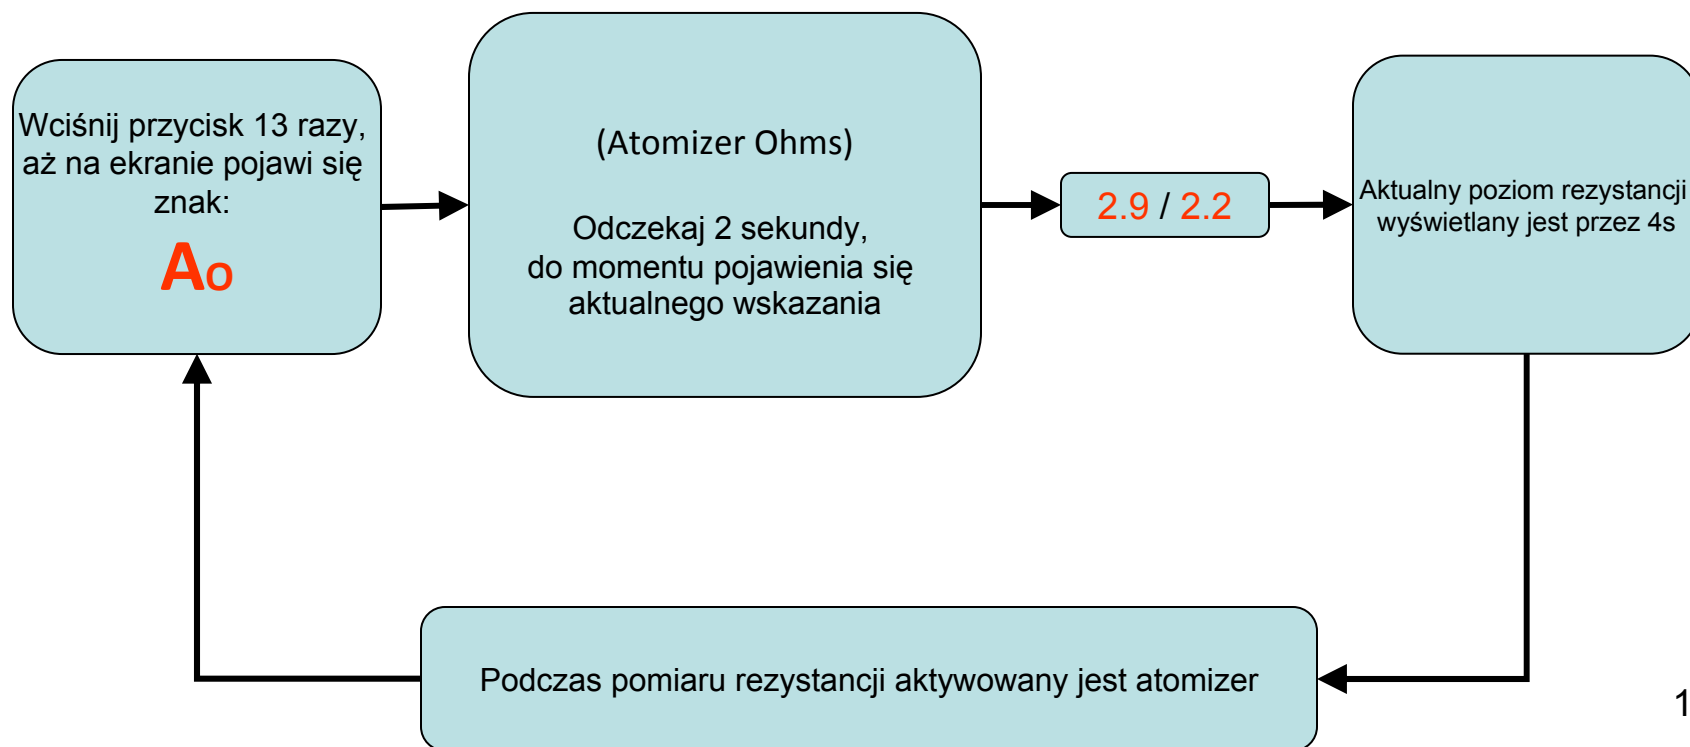 Wciśnij przycisk 13 razy,
aż na ekranie pojawi się
znak:
Ao
(Atomizer Ohms)
Odczekaj 2 sekundy,
do momentu pojawienia się
aktualnego wskazania
2.9 / 2.2
Aktualny poziom rezystancji
wyświetlany jest przez 4s
Podczas pomiaru rezystancji aktywowany jest atomizer
1